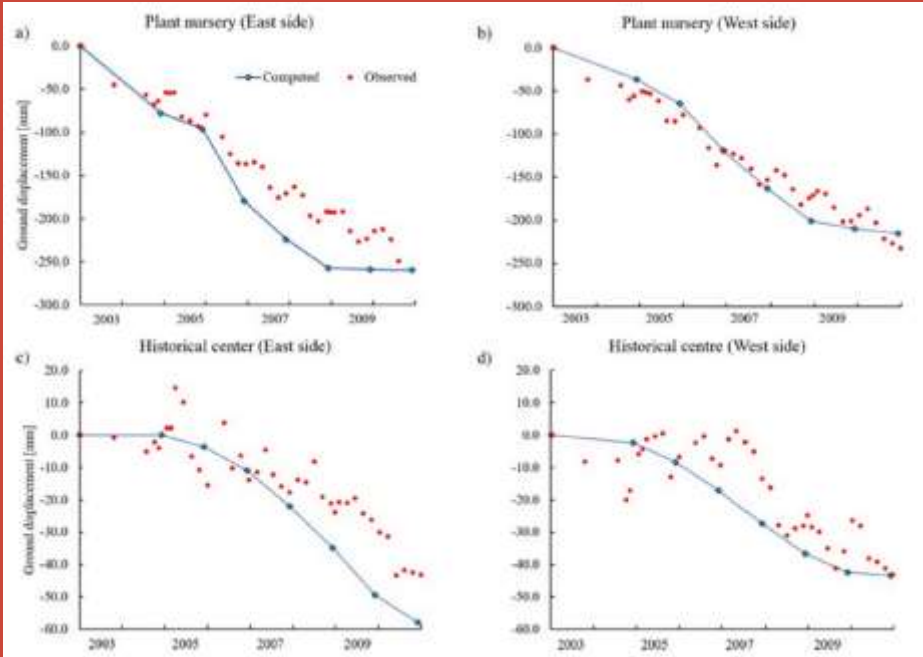 a)
Plant nursery (East side)
0.0
-50.0
-100.0
-150.0
-200.0
-250.0
-300.0
Ground displacement [mm]
Computed
Observed
2003 2005 2007 2009
b)
Plant nursery (West side)
0.0
-50.0
-100.0
-150.0
-200.0
-250.0
-300.0
2003 2005 2007 2009
c)
Historical center (East side)
20.0
10.0
0.0
-10.0
-20.0
-30.0
-40.0
-50.0
-60.0
Ground displacement [mm]
2003 2005 2007 2009
d)
Historical centre (West side)
20.0
10.0
0.0
-10.0
-20.0
-30.0
-40.0
-50.0
-60.0
2003 2005 2007 2009